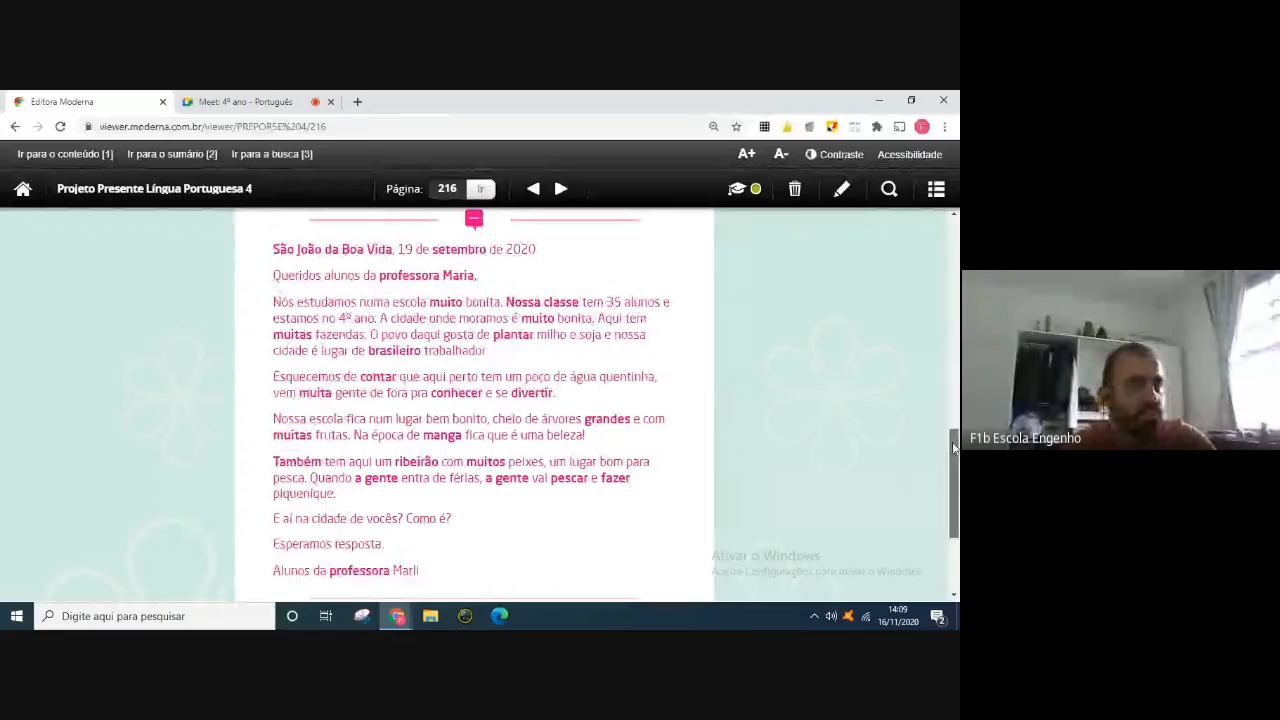 Editora Moderna
Meet: 4º ano - Português
viewer.moderna.com.br/viewer/PREPOR5E%204/216
Ir para o conteúdo [1] Ir para o sumário [2] Ir para a busca [3]
A+ A- Contraste Acessibilidade
Projeto Presente Língua Portuguesa 4
Página: 216 Ir
São João da Boa Vida, 19 de setembro de 2020
Queridos alunos da professora Maria,
Nós estudamos numa escola muito bonita. Nossa classe tem 35 alunos e
estamos no 4º ano. A cidade onde moramos é muito bonita. Aqui tem
muitas fazendas. O povo daqui gosta de plantar milho e soja e nossa
cidade é lugar de brasileiro trabalhador
Esquecemos de contar que aqui perto tem um poço de água quentinha,
vem muita gente de fora pra conhecer e se divertir.
Nossa escola fica num lugar bem bonito, cheio de árvores grandes e com
muitas frutas. Na época de manga fica que é uma beleza!
Também tem aqui um ribeirão com muitos peixes, um lugar bom para
pesca. Quando a gente entra de férias, a gente vai pescar e fazer
piquenique.
E aí na cidade de vocês? Como é?
Esperamos resposta.
Alunos da professora Marli
Ativar o Windows
Acesse Configurações para ativar o Windows.
F1b Escola Engenho
Digite aqui para pesquisar
14:09
16/11/2020
2